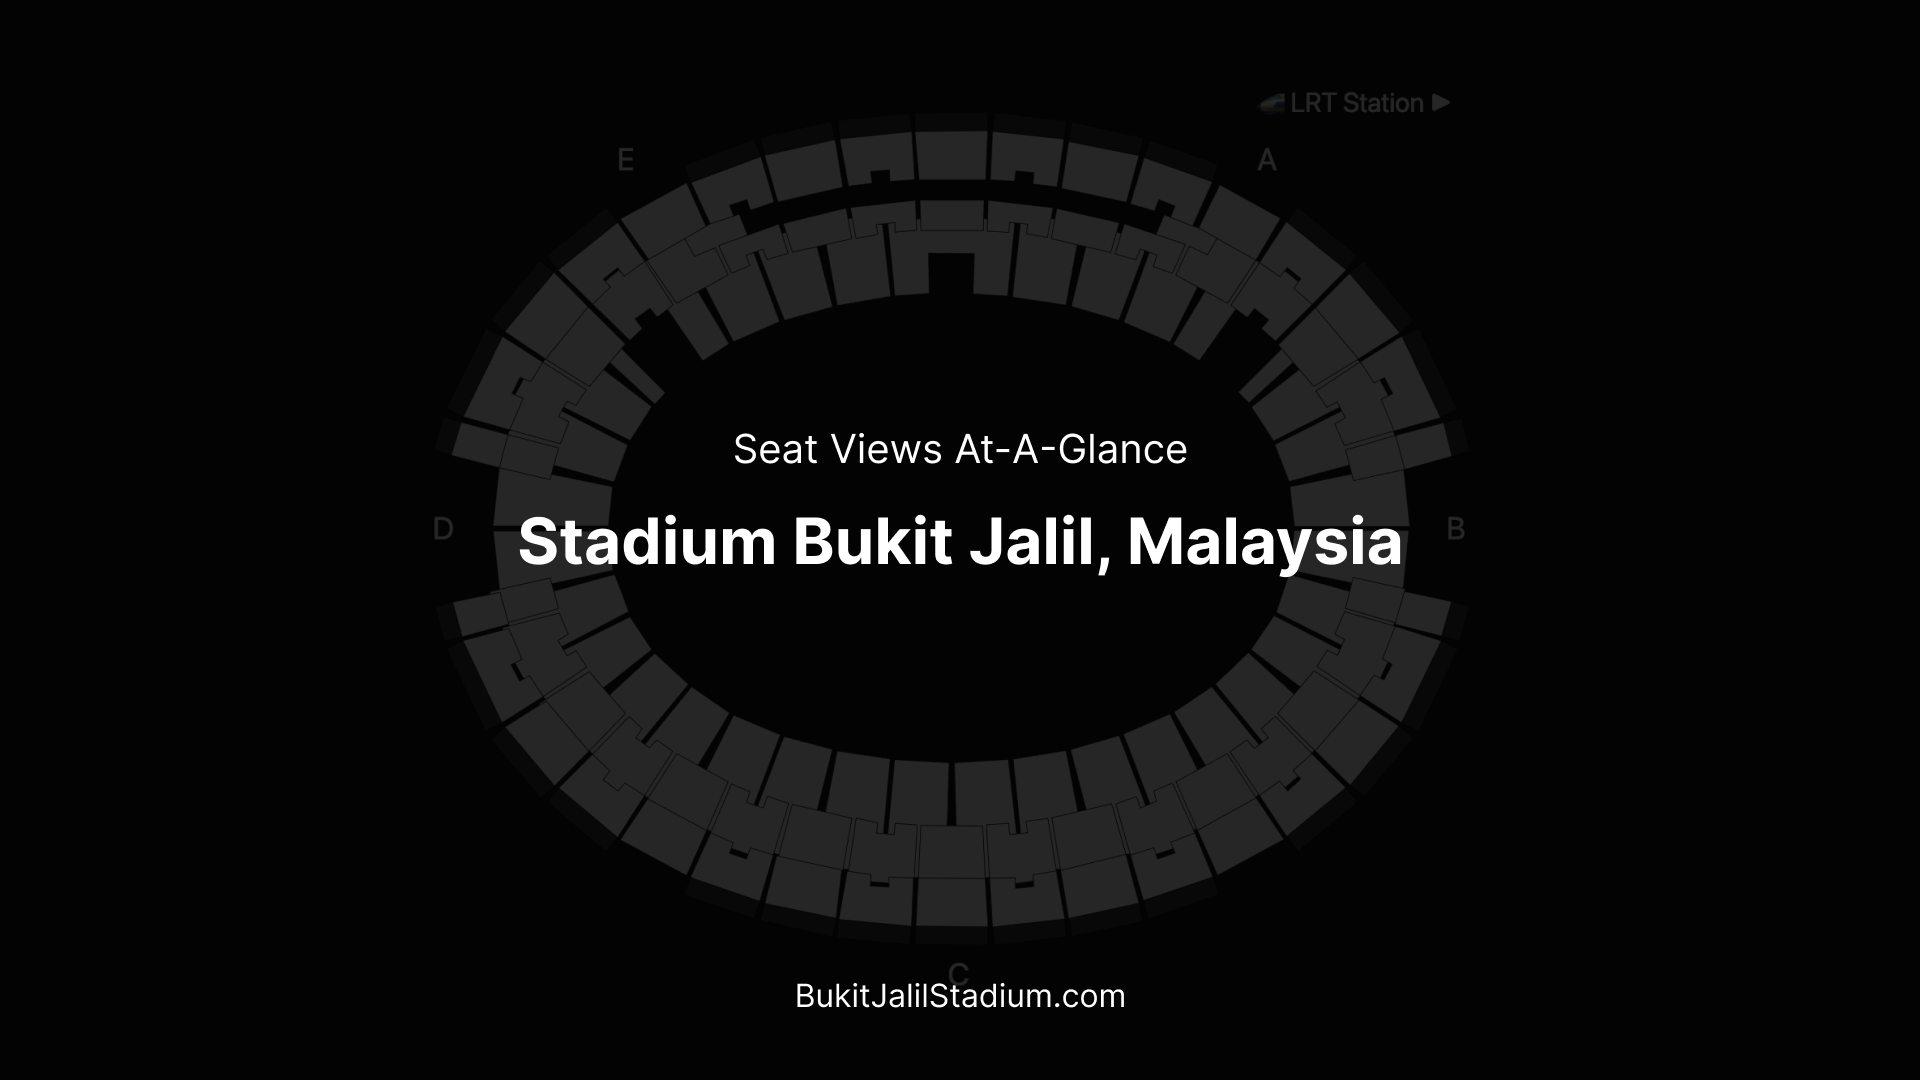 LRT Station ▶
E
A
Seat Views At-A-Glance
D
Stadium Bukit Jalil, Malaysia
B
C
BukitJalilStadium.com